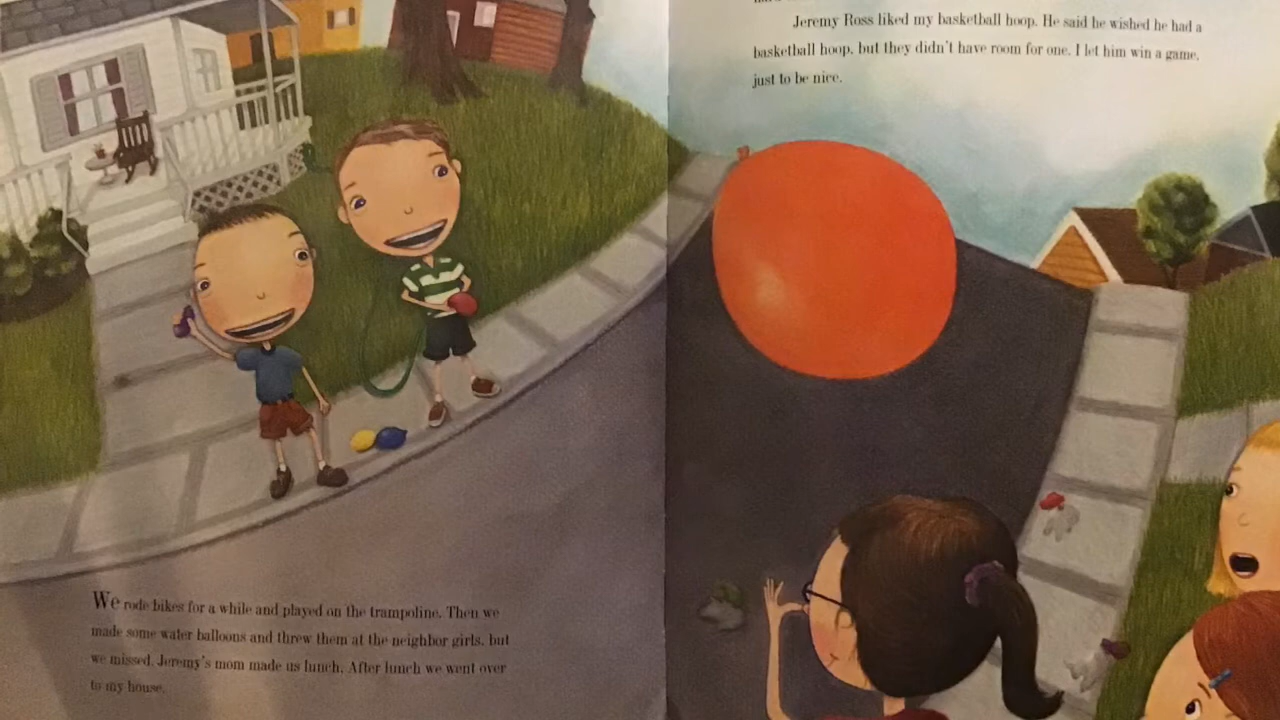 We rode bikes for a while and played on the trampoline. Then we
made some water balloons and threw them at the neighbor girls, but
we missed. Jeremy's mom made us lunch. After lunch we went over
to my house.
Jeremy Ross liked my basketball hoop. He said he wished he had a
basketball hoop, but they didn't have room for one. I let him win a game,
just to be nice.